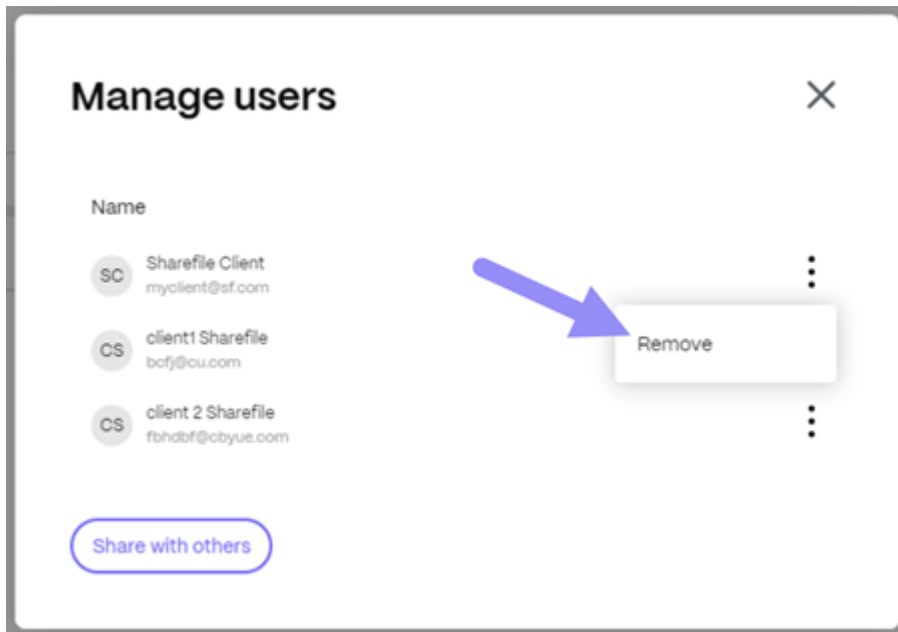 Manage users
Name
SC
Sharefile Client
myclient@sf.com
CS
client1 Sharefile
bcfj@cu.com
Remove
CS
client 2 Sharefile
fbhdbf@cbyue.com
Share with others